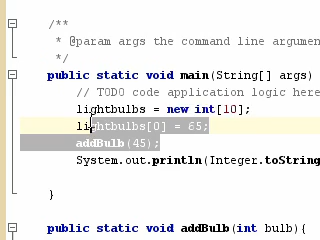 /**
* @param args the command line argumen
*/
public static void main(String[] args)
// TODO code application logic here
lightbulbs = new int[10];
lightbulbs[0] = 65;
addBulb(45);
System.out.println(Integer.toString
}
public static void addBulb(int bulb){